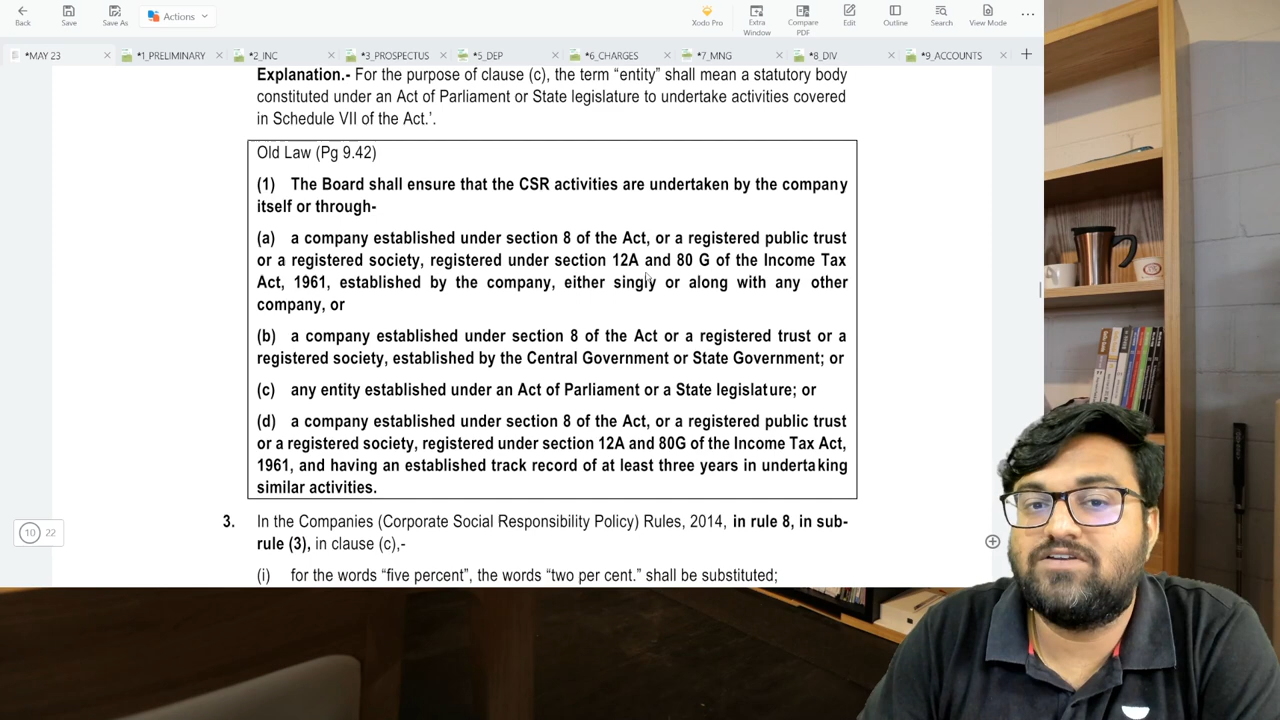 Back
Save
Save As
Actions
Xodo Pro
Extra
Window
Compare
PDF
Edit
Outline
Search
View Mode
*MAY 23
*1_PRELIMINARY
*2_INC
*3_PROSPECTUS
*5_DEP
*6_CHARGES
*7_MNG
*8_DIV
*9_ACCOUNTS
Explanation.- For the purpose of clause (c), the term “entity” shall mean a statutory body
constituted under an Act of Parliament or State legislature to undertake activities covered
in Schedule VII of the Act.’.
Old Law (Pg 9.42)
(1) The Board shall ensure that the CSR activities are undertaken by the company
itself or through-
(a) a company established under section 8 of the Act, or a registered public trust
or a registered society, registered under section 12A and 80 G of the Income Tax
Act, 1961, established by the company, either singly or along with any other
company, or
(b) a company established under section 8 of the Act or a registered trust or a
registered society, established by the Central Government or State Government; or
(c) any entity established under an Act of Parliament or a State legislature; or
(d) a company established under section 8 of the Act, or a registered public trust
or a registered society, registered under section 12A and 80G of the Income Tax Act,
1961, and having an established track record of at least three years in undertaking
similar activities.
3. In the Companies (Corporate Social Responsibility Policy) Rules, 2014, in rule 8, in sub-
rule (3), in clause (c),-
(i) for the words “five percent”, the words “two per cent.” shall be substituted;
10 22